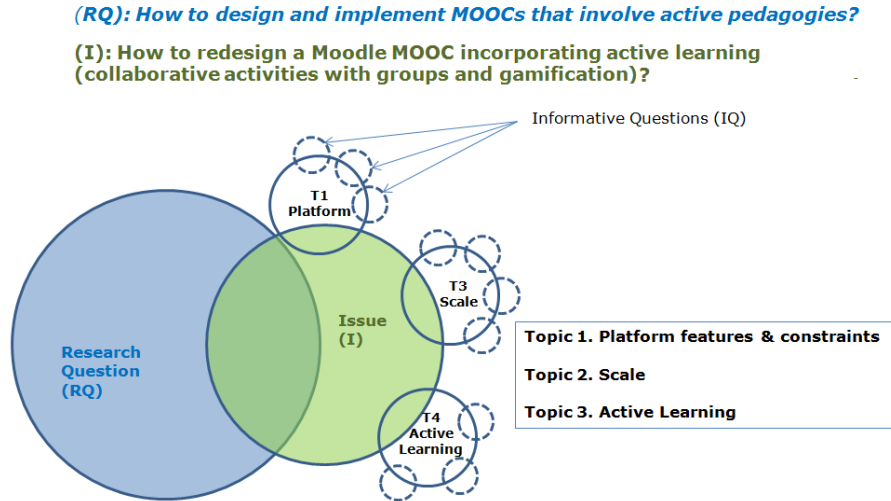 (RQ): How to design and implement MOOCs that involve active pedagogies?
(I): How to redesign a Moodle MOOC incorporating active learning
(collaborative activities with groups and gamification)?
Informative Questions (IQ)
T1
Platform
T3
Scale
Issue
(I)
Research
Question
(RQ)
T4
Active
Learning
Topic 1. Platform features & constraints
Topic 2. Scale
Topic 3. Active Learning